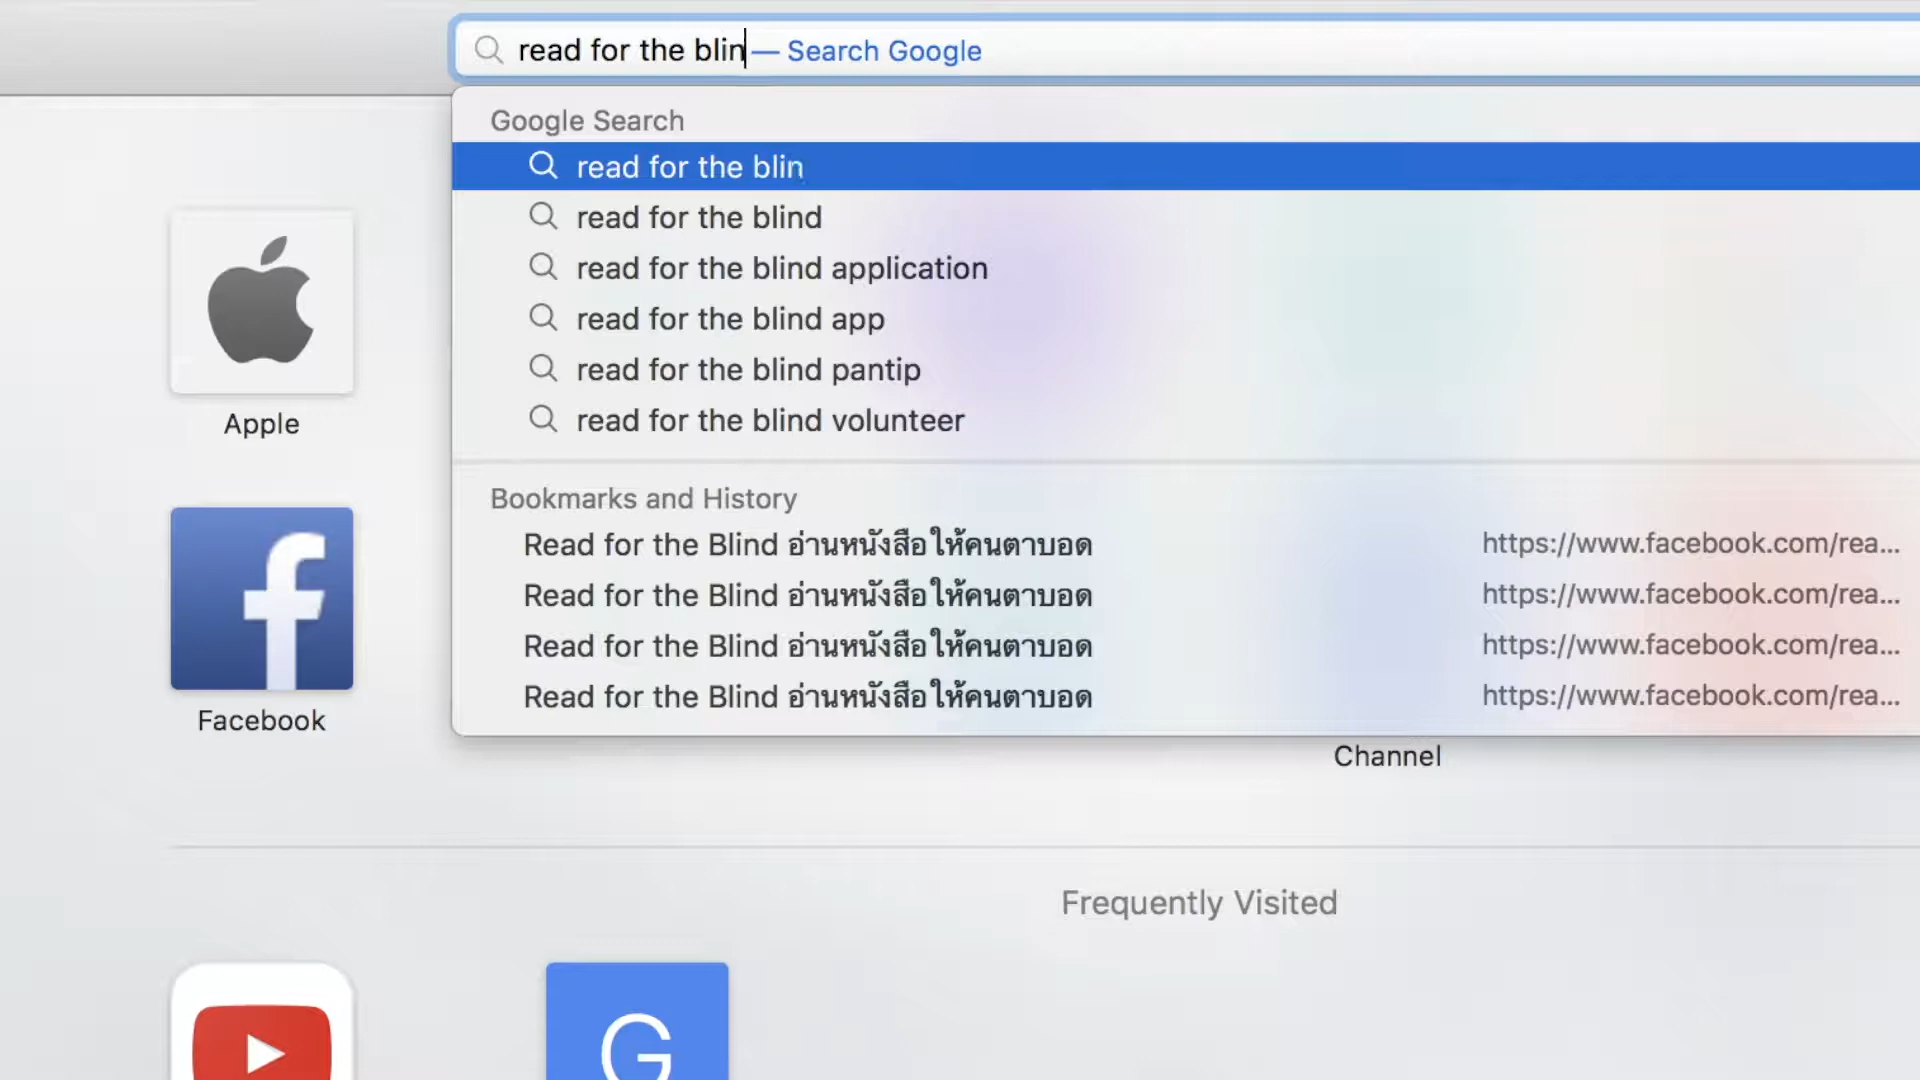 read for the blin — Search Google
Google Search
read for the blin
read for the blind
read for the blind application
read for the blind app
read for the blind pantip
read for the blind volunteer
Bookmarks and History
Read for the Blind อ่านหนังสือให้คนตาบอด https://www.facebook.com/rea...
Read for the Blind อ่านหนังสือให้คนตาบอด https://www.facebook.com/rea...
Read for the Blind อ่านหนังสือให้คนตาบอด https://www.facebook.com/rea...
Read for the Blind อ่านหนังสือให้คนตาบอด https://www.facebook.com/rea...
Apple
Facebook
Channel
Frequently Visited
G